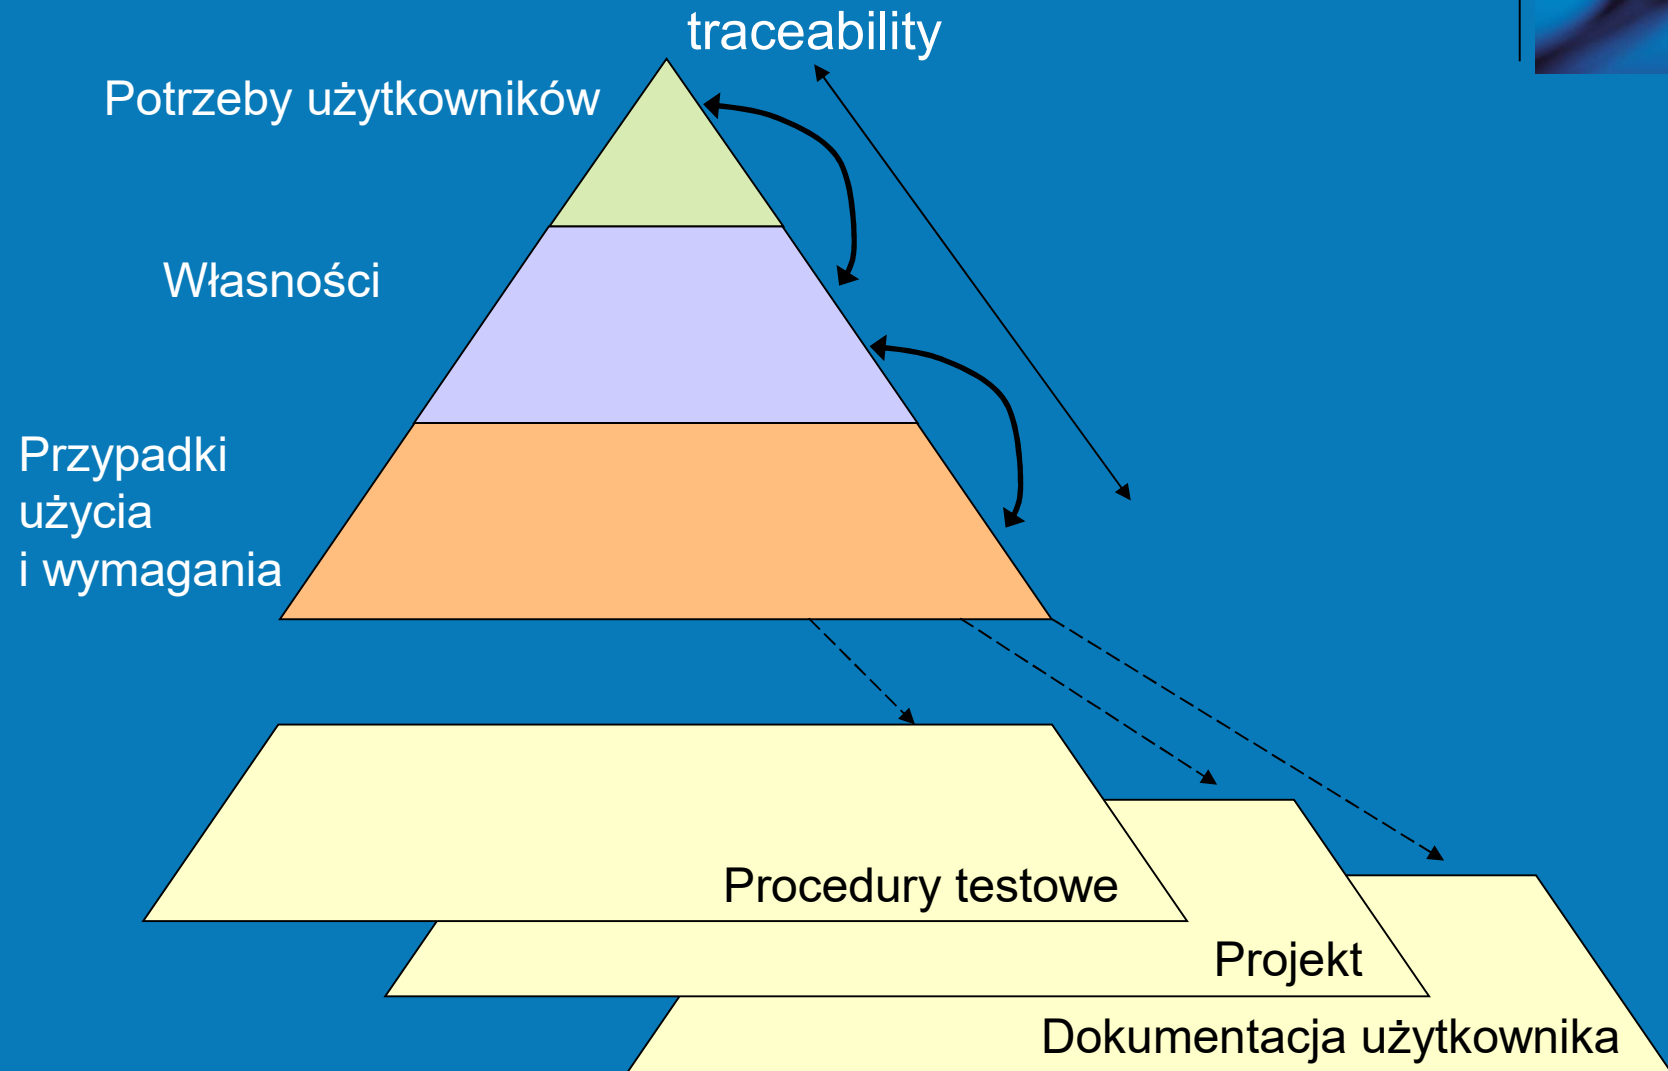 traceability
Potrzeby użytkowników
Własności
Przypadki
użycia
i wymagania
Procedury testowe
Projekt
Dokumentacja użytkownika